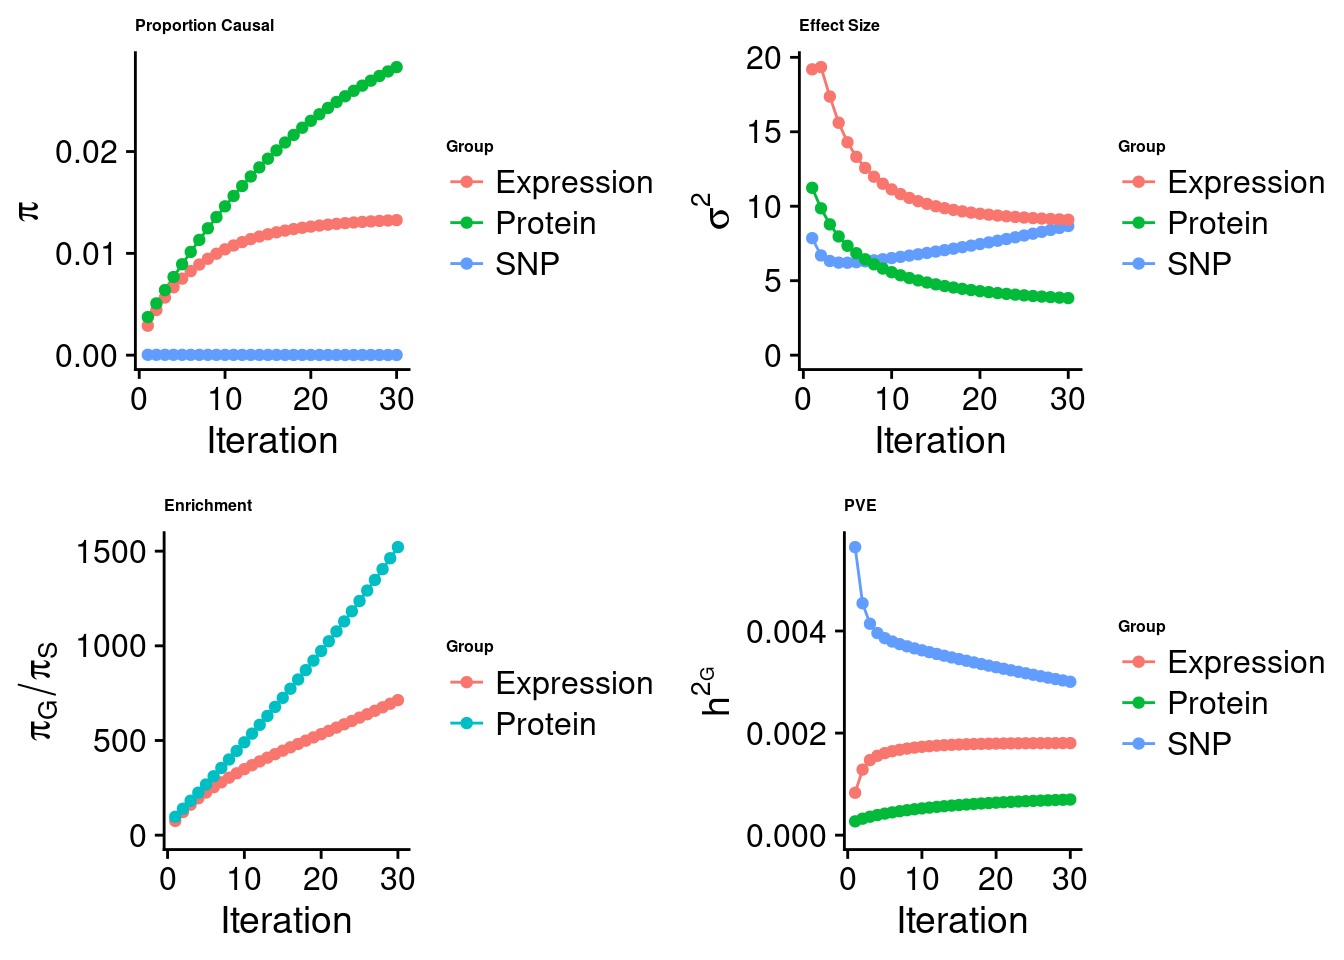 Proportion Causal
π
0.02
0.01
0.00
0 10 20 30
Iteration
Group
Expression
Protein
SNP
Effect Size
σ²
20
15
10
5
0
0 10 20 30
Iteration
Group
Expression
Protein
SNP
Enrichment
πG/πS
1500
1000
500
0
0 10 20 30
Iteration
Group
Expression
Protein
PVE
h²G
0.004
0.002
0.000
0 10 20 30
Iteration
Group
Expression
Protein
SNP